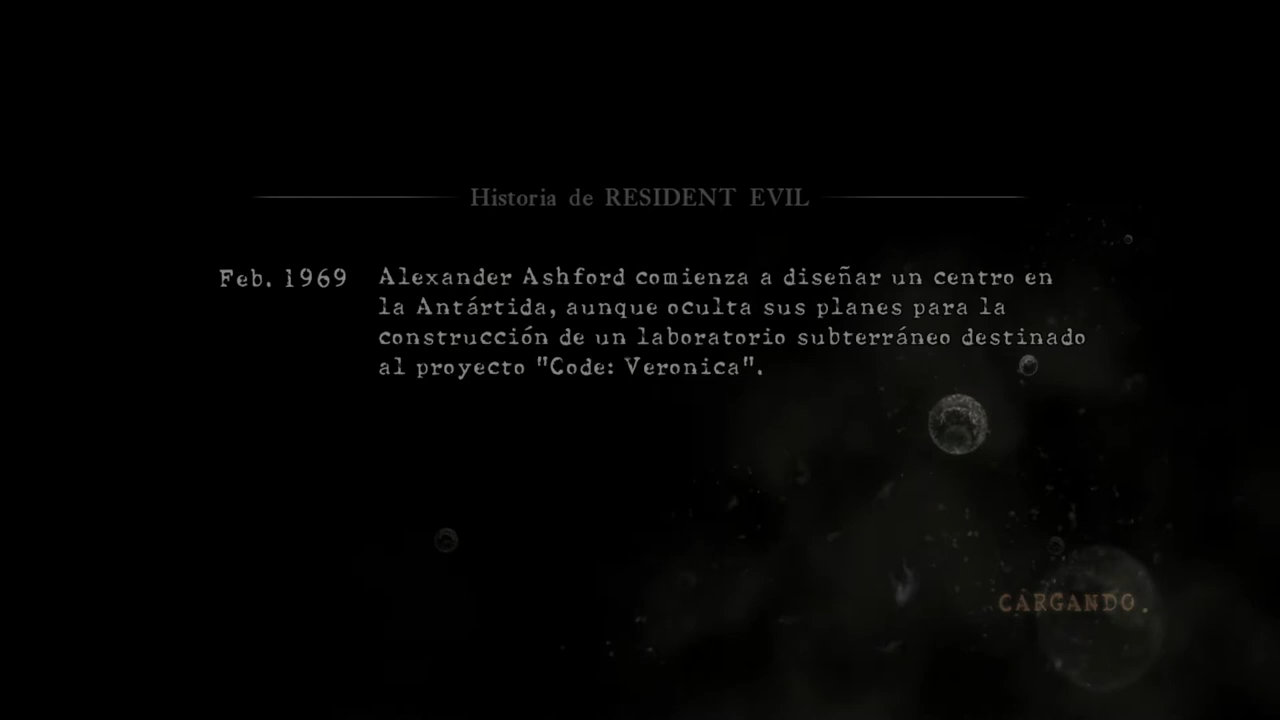 Historia de RESIDENT EVIL
Feb. 1969 Alexander Ashford comienza a diseñar un centro en
la Antártida, aunque oculta sus planes para la
construcción de un laboratorio subterráneo destinado
al proyecto "Code: Veronica".
CARGANDO.